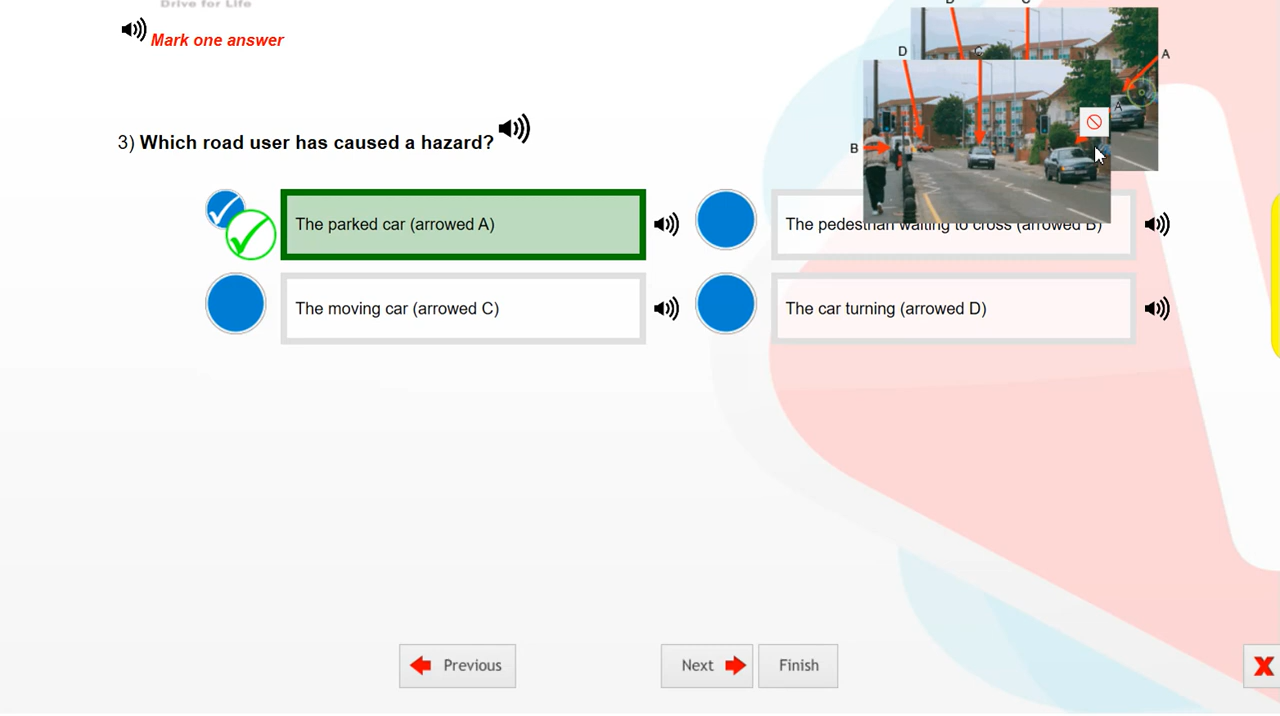 Drive for Life
Mark one answer
D
C
A
3) Which road user has caused a hazard?
B
A
The parked car (arrowed A)
The pedestrian waiting to cross (arrowed B)
The moving car (arrowed C)
The car turning (arrowed D)
Previous
Next
Finish
X